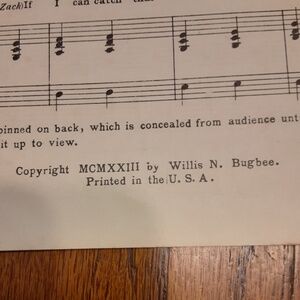 Zach)If I can catch
pinned on back, which is concealed from audience unt
it up to view.
Copyright MCMXXIII by Willis N. Bugbee.
Printed in the U. S. A.